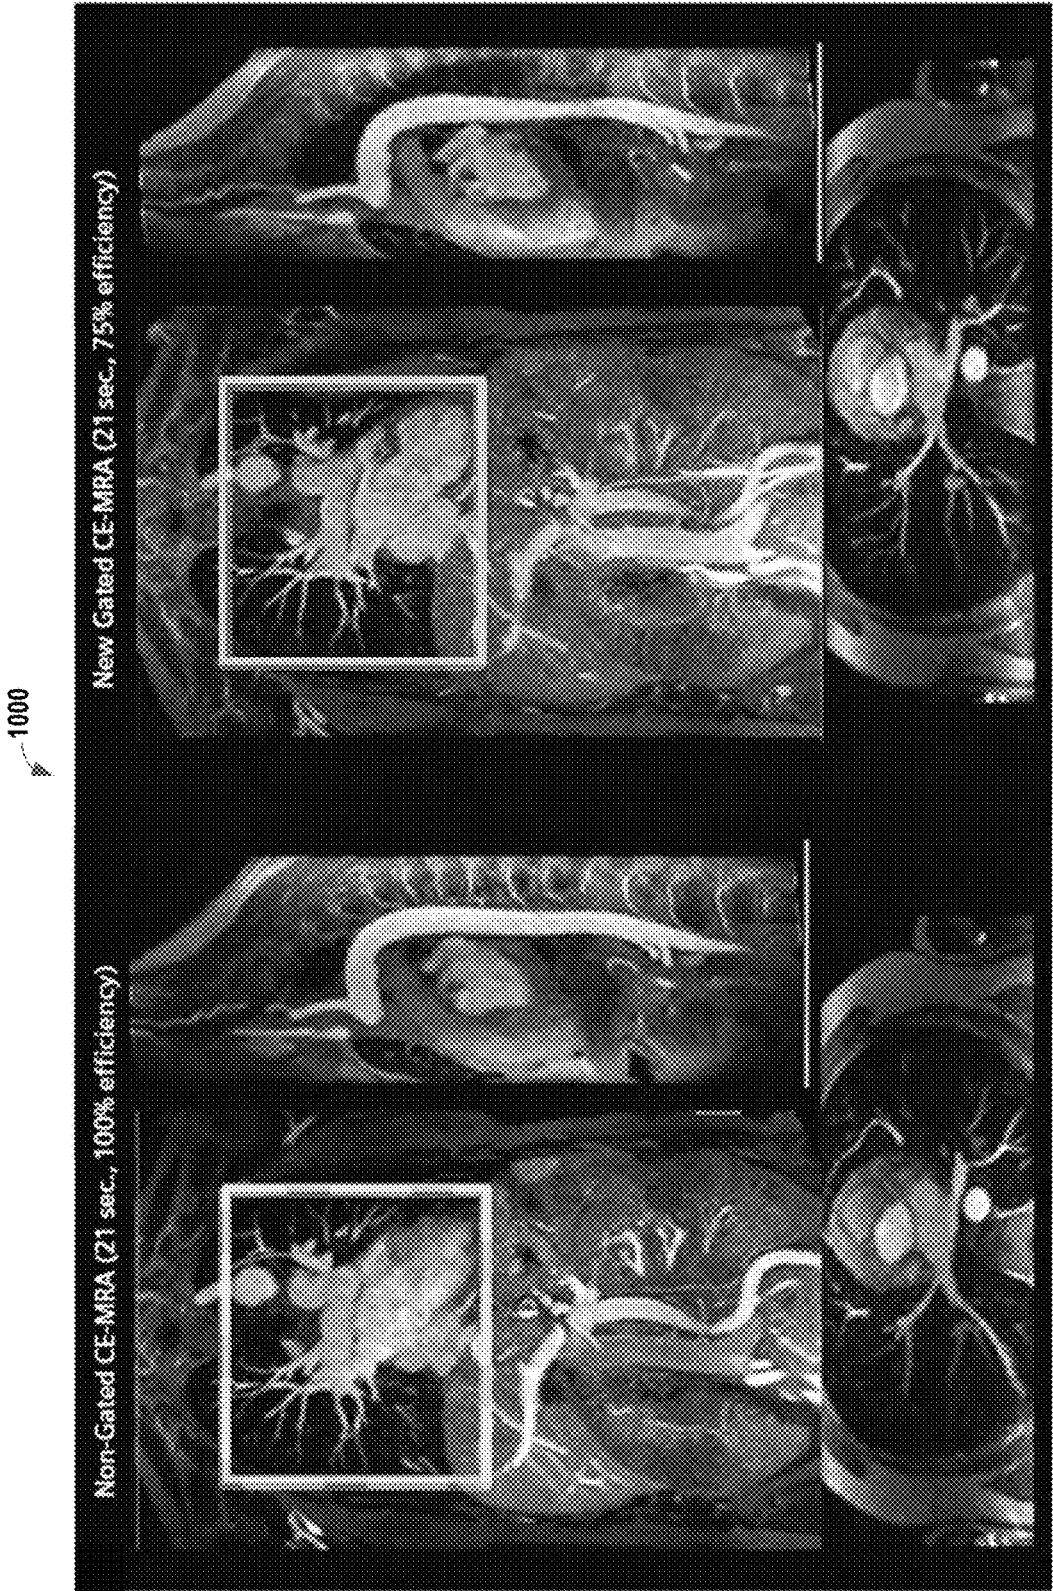 1000
Non-Gated CE-MRA (21 sec., 100% efficiency)
New Gated CE-MRA (21 sec., 75% efficiency)